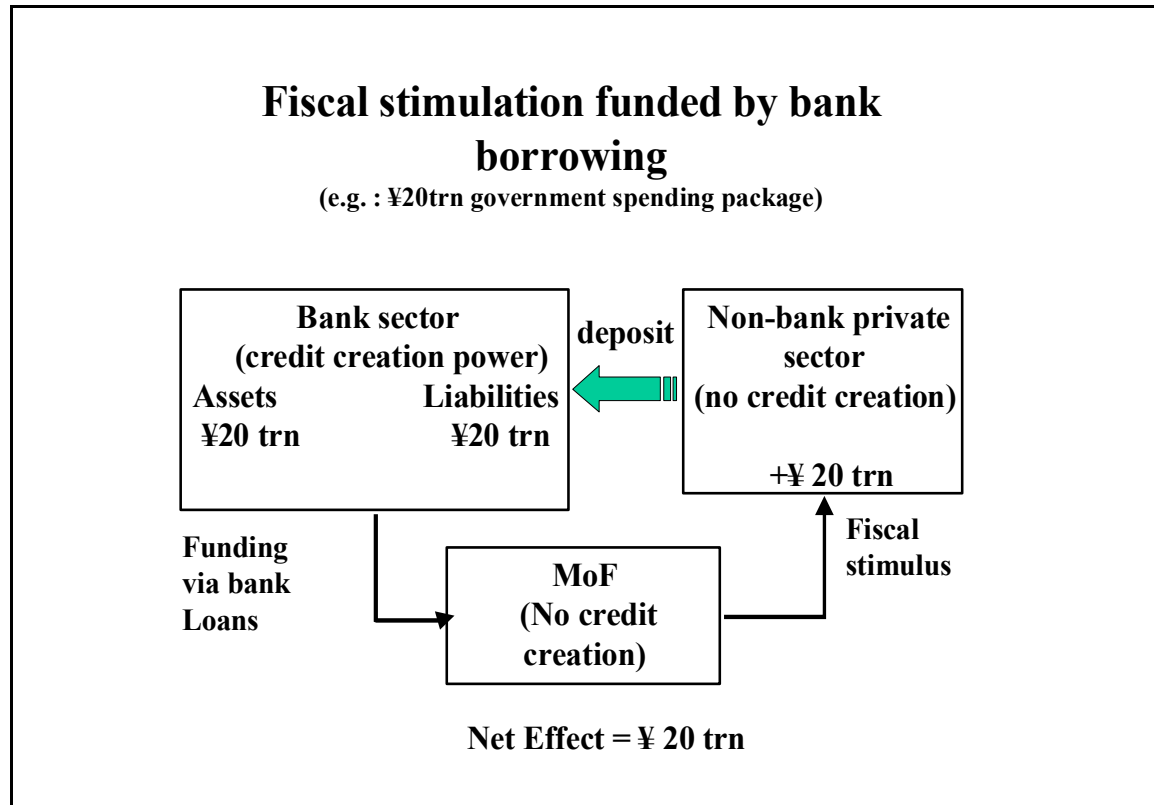 Fiscal stimulation funded by bank
borrowing
(e.g. : ¥20trn government spending package)
Bank sector
(credit creation power)
Assets Liabilities
¥20 trn ¥20 trn
deposit
Non-bank private
sector
(no credit creation)
+¥ 20 trn
Funding
via bank
Loans
MoF
(No credit
creation)
Fiscal
stimulus
Net Effect = ¥ 20 trn